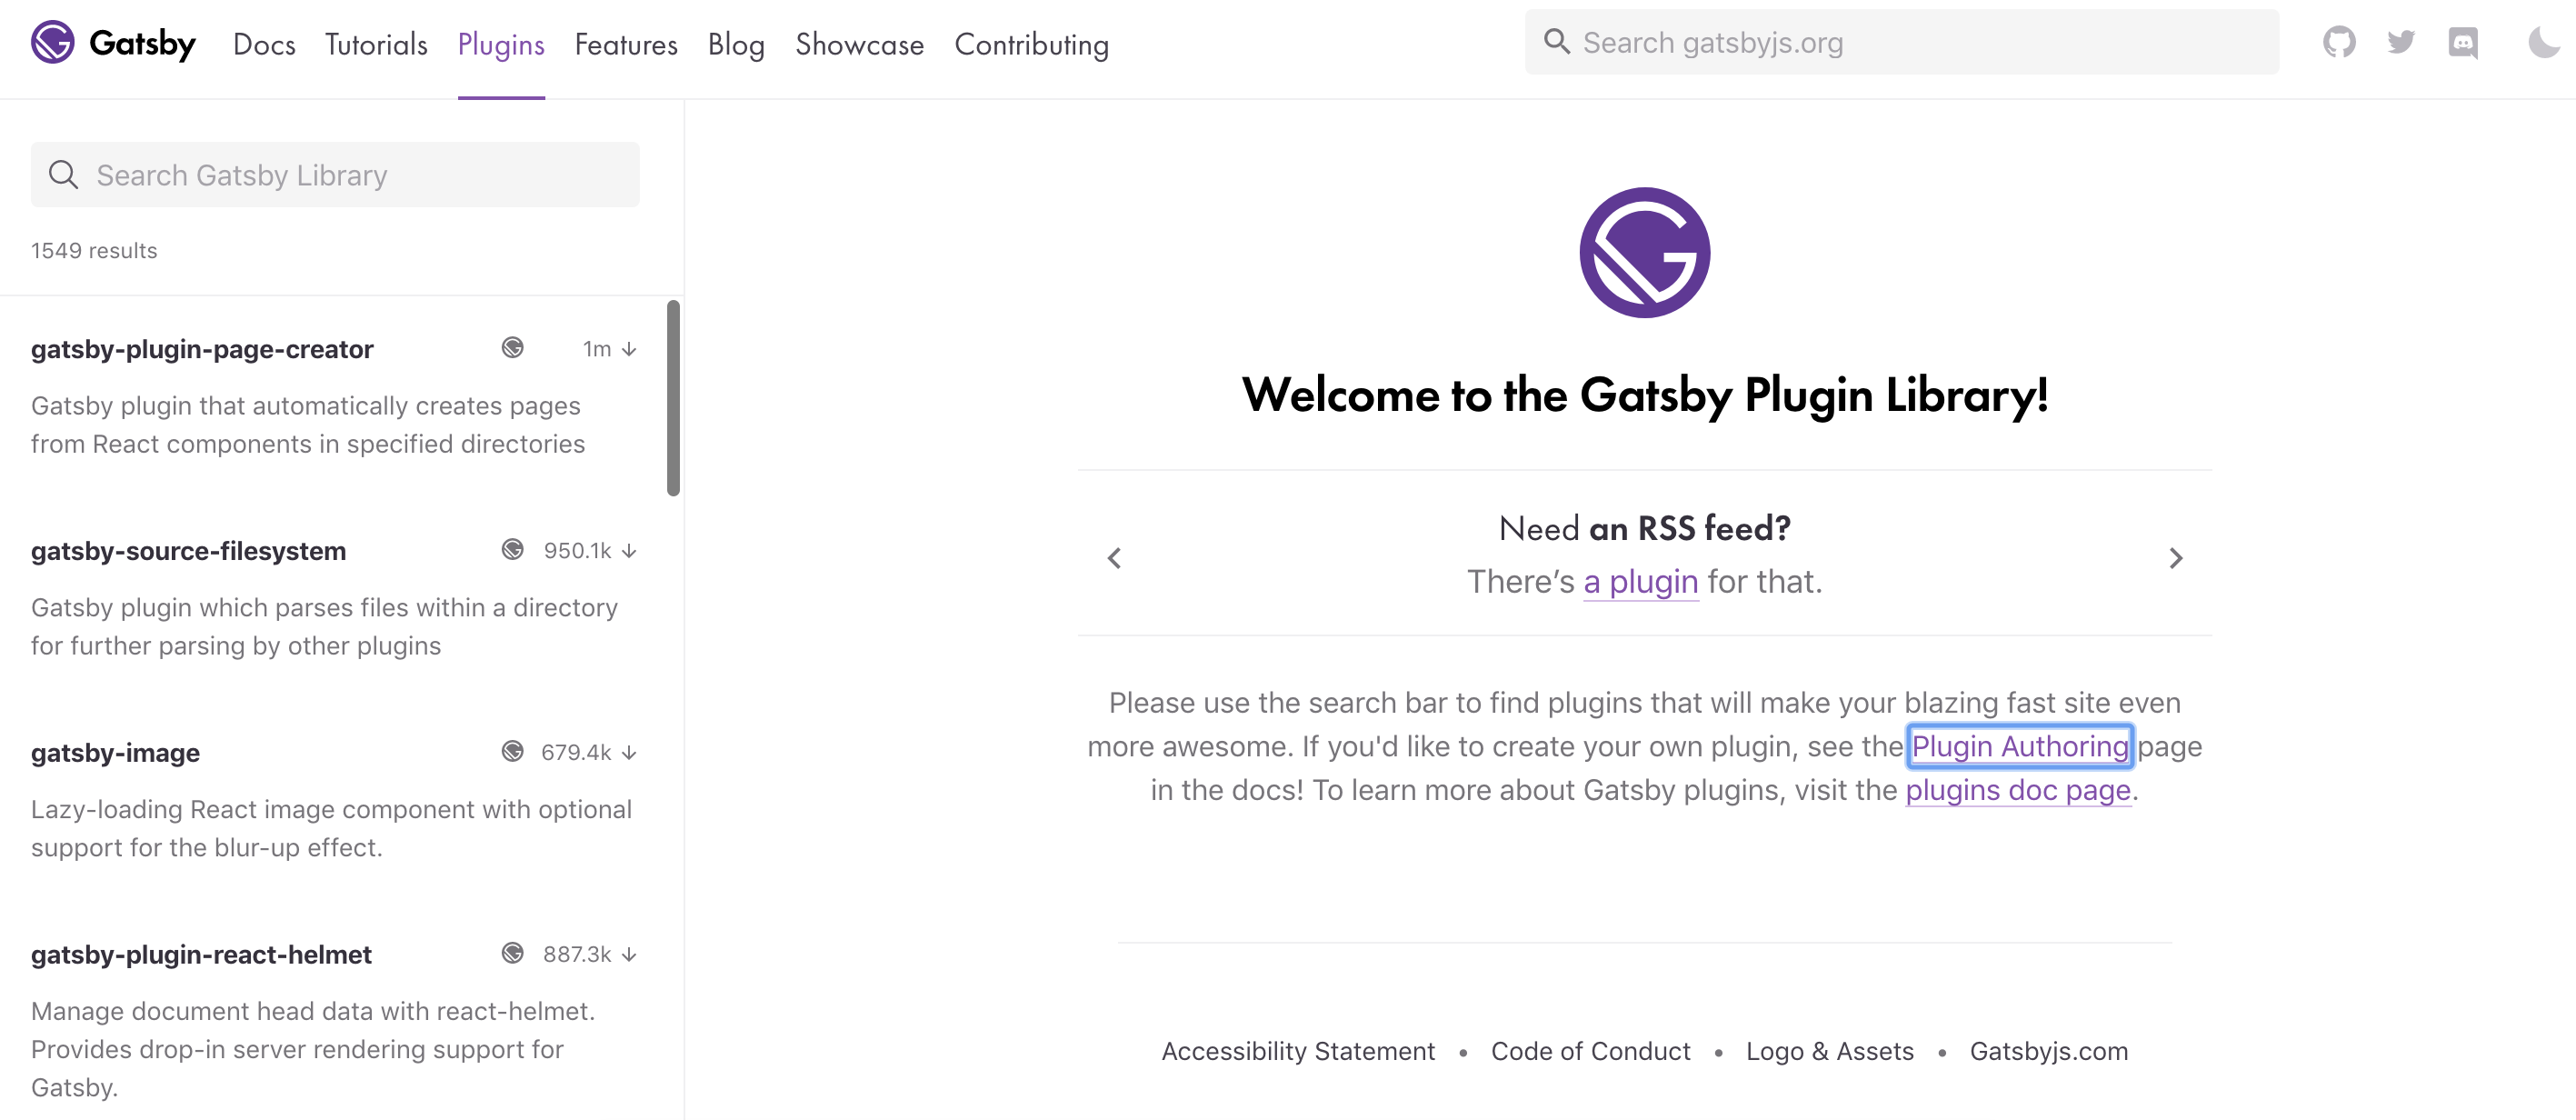 Gatsby Docs Tutorials Plugins Features Blog Showcase Contributing Search gatsbyjs.org
Search Gatsby Library
1549 results
gatsby-plugin-page-creator 1m ↓
Gatsby plugin that automatically creates pages
from React components in specified directories
gatsby-source-filesystem 950.1k ↓
Gatsby plugin which parses files within a directory
for further parsing by other plugins
gatsby-image 679.4k ↓
Lazy-loading React image component with optional
support for the blur-up effect.
gatsby-plugin-react-helmet 887.3k ↓
Manage document head data with react-helmet.
Provides drop-in server rendering support for
Gatsby.
Welcome to the Gatsby Plugin Library!
Need an RSS feed?
There’s a plugin for that.
Please use the search bar to find plugins that will make your blazing fast site even
more awesome. If you'd like to create your own plugin, see the Plugin Authoring page
in the docs! To learn more about Gatsby plugins, visit the plugins doc page.
Accessibility Statement • Code of Conduct • Logo & Assets • Gatsbyjs.com